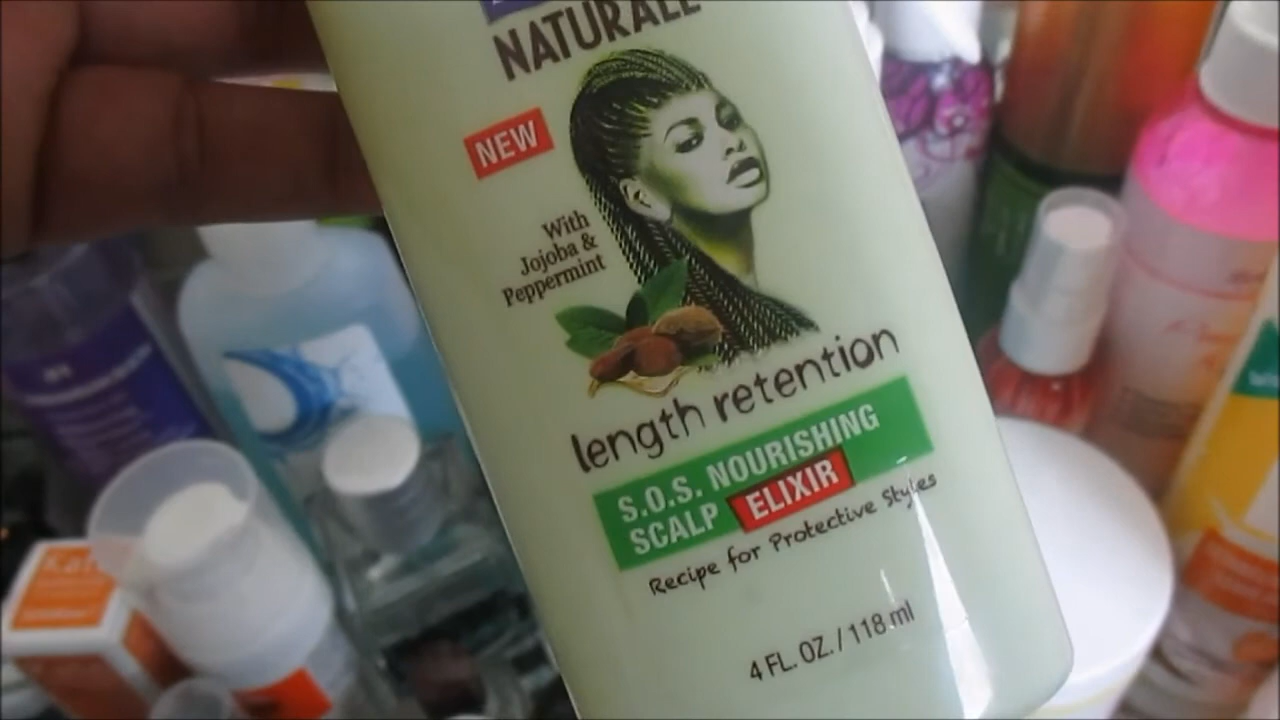 NATURALE
NEW
With
Jojoba &
Peppermint
length retention
S.O.S. NOURISHING
SCALP ELIXIR
Recipe for Protective Styles
4 FL. OZ. / 118 ml